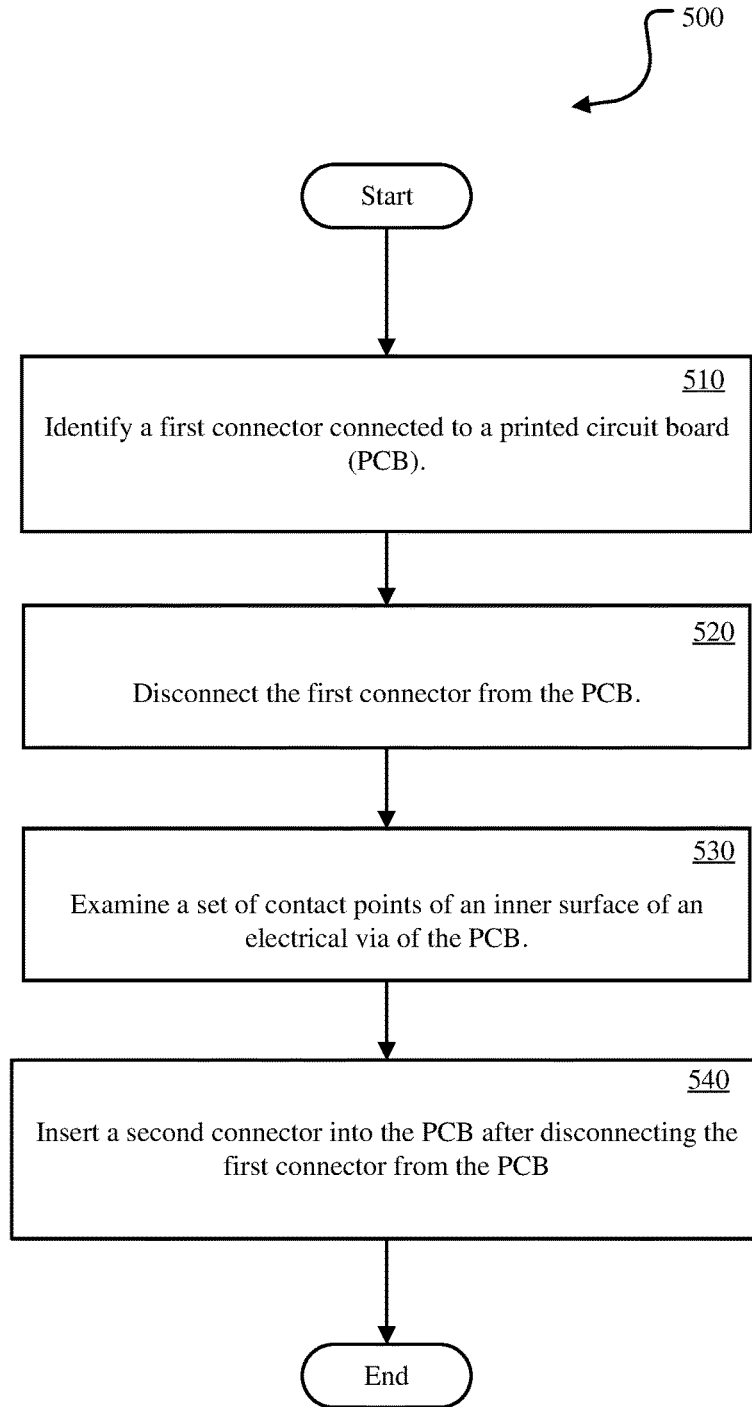 500
Start
510
Identify a first connector connected to a printed circuit board
(PCB).
520
Disconnect the first connector from the PCB.
530
Examine a set of contact points of an inner surface of an
electrical via of the PCB.
540
Insert a second connector into the PCB after disconnecting the
first connector from the PCB
End